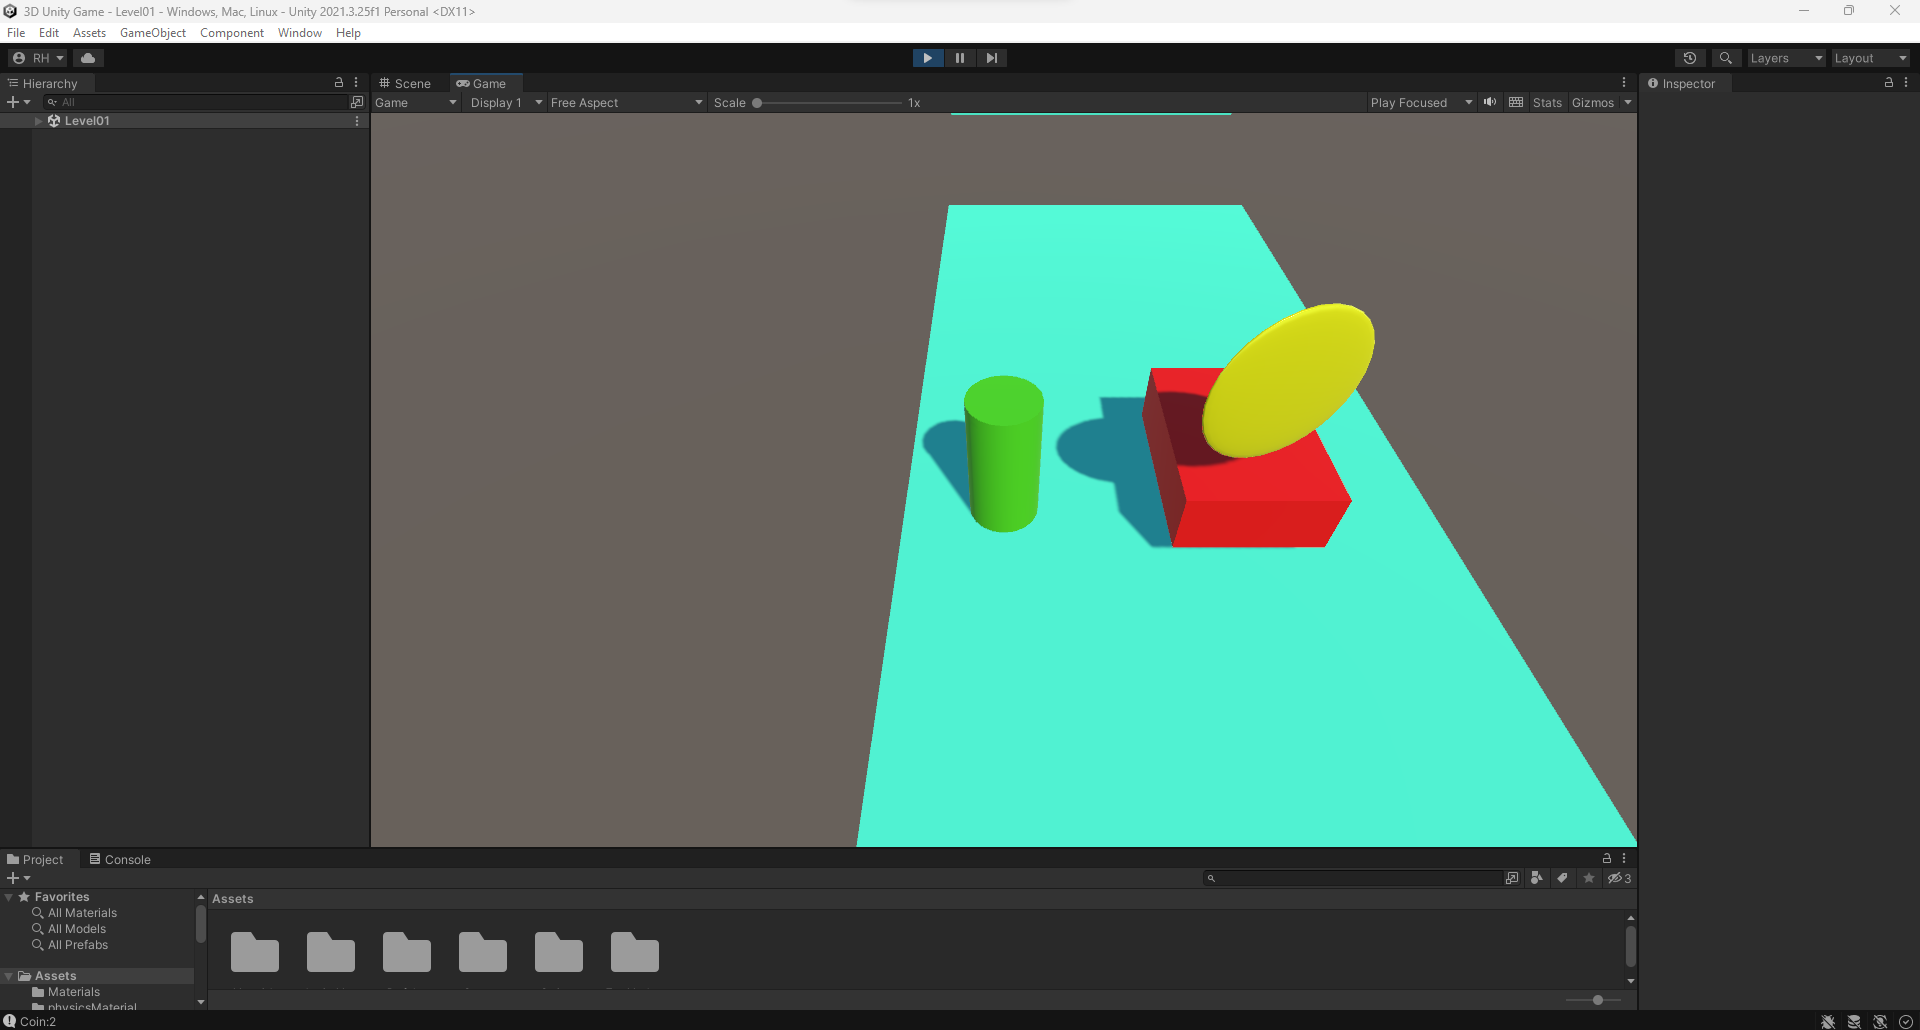 3D Unity Game - Level01 - Windows, Mac, Linux - Unity 2021.3.25f1 Personal <DX11>
File Edit Assets GameObject Component Window Help
RH Layers Layout
Hierarchy Scene Game Inspector
All Game Display 1 Free Aspect Scale 1x Play Focused Stats Gizmos
Level01
Project Console
3
Favorites Assets
All Materials
All Models
All Prefabs
Assets
Materials
physicsMaterial
Coin:2